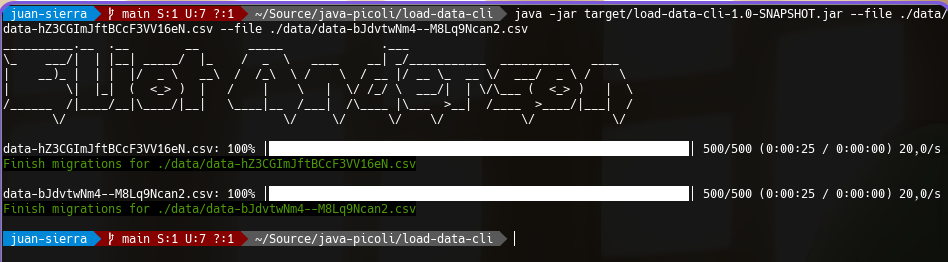 juan-sierra  main S:1 U:7 ?:1  ~/Source/java-picoli/load-data-cli  java -jar target/load-data-cli-1.0-SNAPSHOT.jar --file ./data/
data-hZ3CGImJftBCcF3VV16eN.csv --file ./data/data-bJdvtwNm4--M8Lq9Ncan2.csv
Elliot Anderson
data-hZ3CGImJftBCcF3VV16eN.csv: 100% | | 500/500 (0:00:25 / 0:00:00) 20,0/s
Finish migrations for ./data/data-hZ3CGImJftBCcF3VV16eN.csv
data-bJdvtwNm4--M8Lq9Ncan2.csv: 100% | | 500/500 (0:00:25 / 0:00:00) 20,0/s
Finish migrations for ./data/data-bJdvtwNm4--M8Lq9Ncan2.csv
juan-sierra  main S:1 U:7 ?:1  ~/Source/java-picoli/load-data-cli